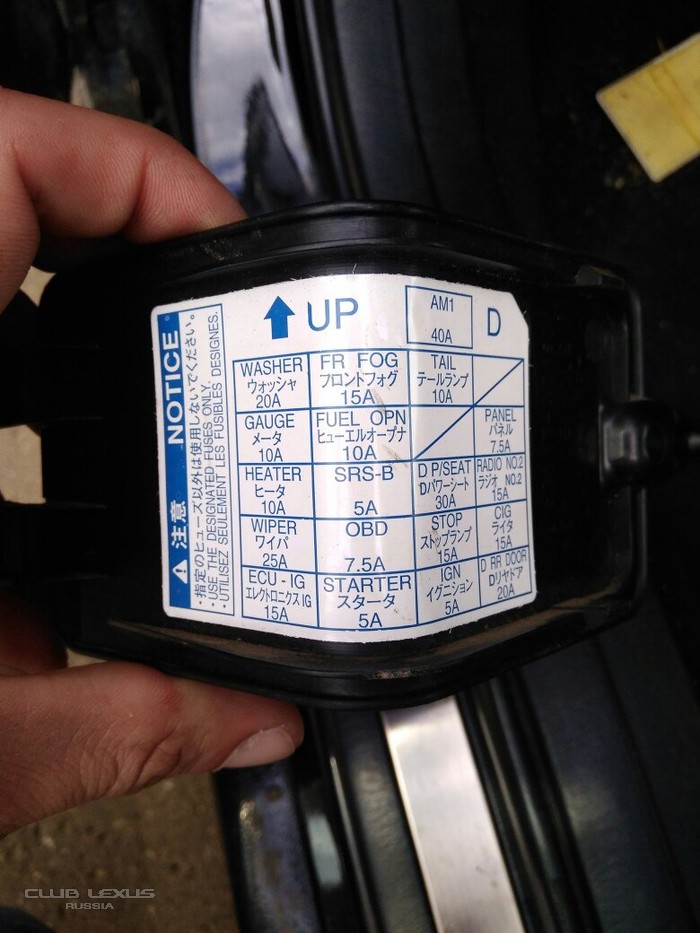 UP
AM1
40A
D
⚠ 注意 NOTICE
・指定のヒューズ以外は使用しないでください。
・USE THE DESIGNATED FUSES ONLY.
・UTILISEZ SEULEMENT LES FUSIBLES DESIGNES.
WASHER
ウォッシャ
20A
FR FOG
フロントフォグ
15A
TAIL
テールランプ
10A
GAUGE
メータ
10A
FUEL OPN
ヒューエルオープナ
10A
PANEL
パネル
7.5A
HEATER
ヒータ
10A
SRS-B
5A
D P/SEAT
Dパワーシート
30A
RADIO NO.2
ラジオ NO.2
15A
WIPER
ワイパ
25A
OBD
7.5A
STOP
ストップランプ
15A
CIG
ライタ
15A
ECU-IG
エレクトロニクスIG
15A
STARTER
スタータ
5A
IGN
イグニション
5A
D RR DOOR
Dリヤドア
20A
CLUB LEXUS
RUSSIA